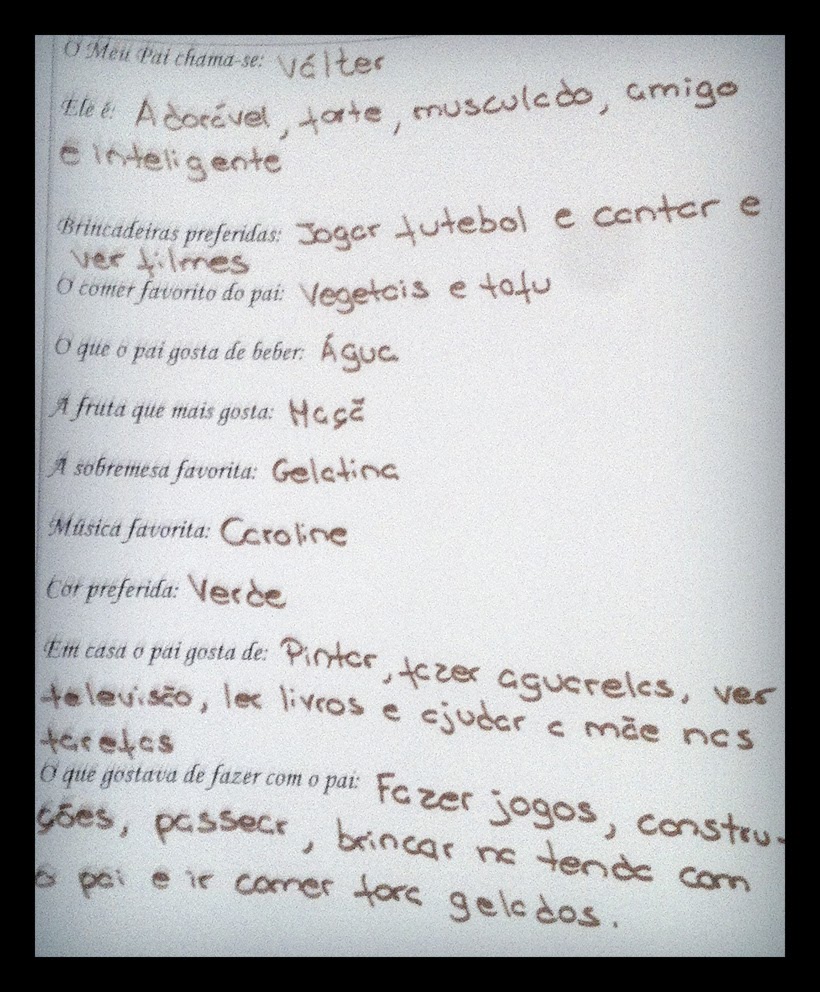 O Meu Pai chama-se: Válter
Ele é: Adorável, forte, musculado, amigo
e inteligente
Brincadeiras preferidas: Jogar futebol e cantar e
ver filmes
O comer favorito do pai: Vegetais e tofu
O que o pai gosta de beber: Água
A fruta que mais gosta: Maçã
A sobremesa favorita: Gelatina
Música favorita: Caroline
Cor preferida: Verde
Em casa o pai gosta de: Pintar, fazer aguarelas, ver
televisão, ler livros e ajudar a mãe nas
tarefas
O que gostava de fazer com o pai: Fazer jogos, constru-
ções, passear, brincar na tenda com
o pai e ir comer fora gelados.